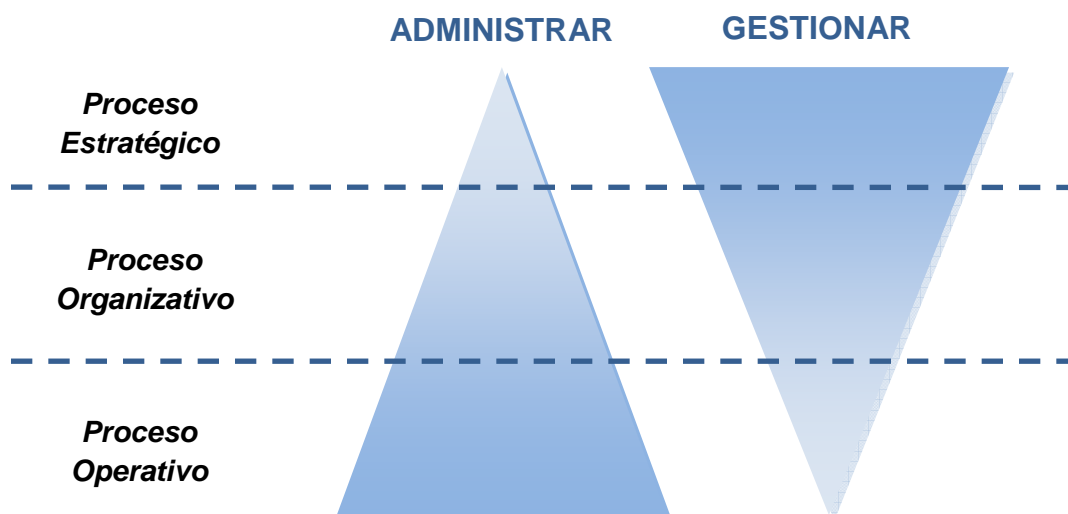 ADMINISTRAR
GESTIONAR
Proceso
Estratégico
Proceso
Organizativo
Proceso
Operativo